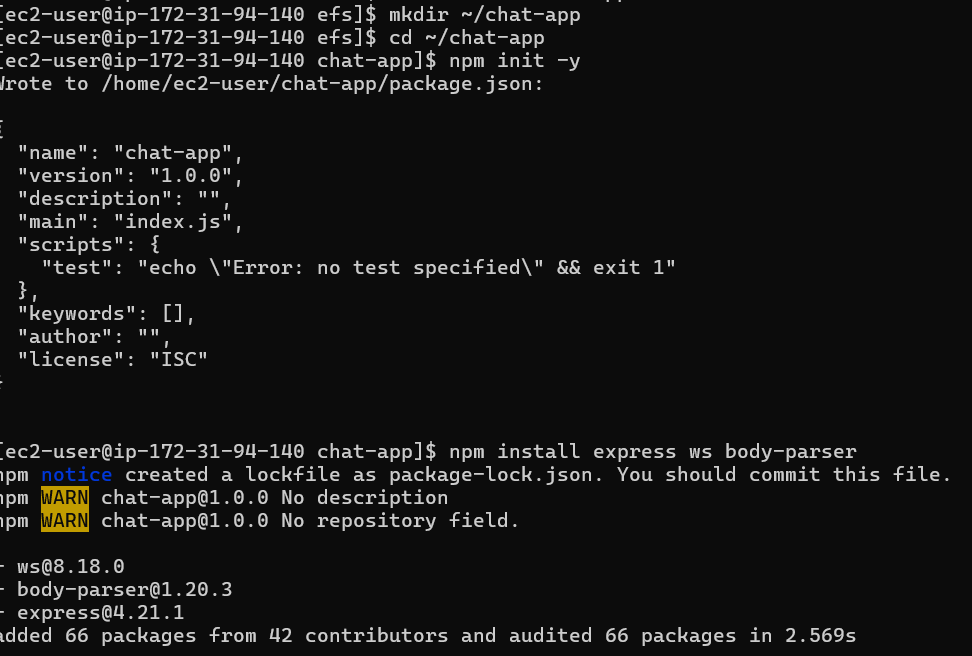 [ec2-user@ip-172-31-94-140 efs]$ mkdir ~/chat-app
[ec2-user@ip-172-31-94-140 efs]$ cd ~/chat-app
[ec2-user@ip-172-31-94-140 chat-app]$ npm init -y
Wrote to /home/ec2-user/chat-app/package.json:
{
"name": "chat-app",
"version": "1.0.0",
"description": "",
"main": "index.js",
"scripts": {
"test": "echo \"Error: no test specified\" && exit 1"
},
"keywords": [],
"author": "",
"license": "ISC"
}
[ec2-user@ip-172-31-94-140 chat-app]$ npm install express ws body-parser
npm notice created a lockfile as package-lock.json. You should commit this file.
npm WARN chat-app@1.0.0 No description
npm WARN chat-app@1.0.0 No repository field.
+ ws@8.18.0
+ body-parser@1.20.3
+ express@4.21.1
added 66 packages from 42 contributors and audited 66 packages in 2.569s